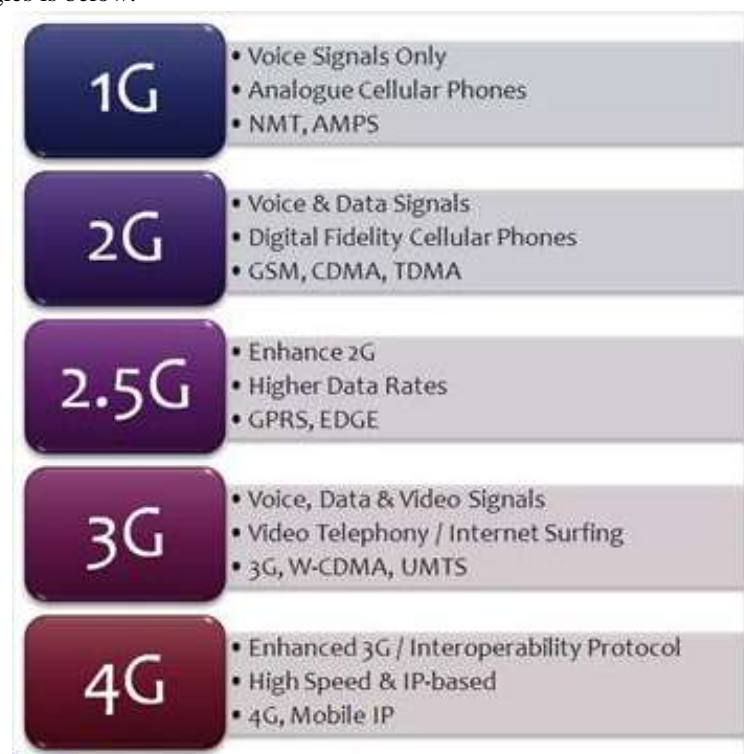 1G
• Voice Signals Only
• Analogue Cellular Phones
• NMT, AMPS
2G
• Voice & Data Signals
• Digital Fidelity Cellular Phones
• GSM, CDMA, TDMA
2.5G
• Enhance 2G
• Higher Data Rates
• GPRS, EDGE
3G
• Voice, Data & Video Signals
• Video Telephony / Internet Surfing
• 3G, W-CDMA, UMTS
4G
• Enhanced 3G / Interoperability Protocol
• High Speed & IP-based
• 4G, Mobile IP